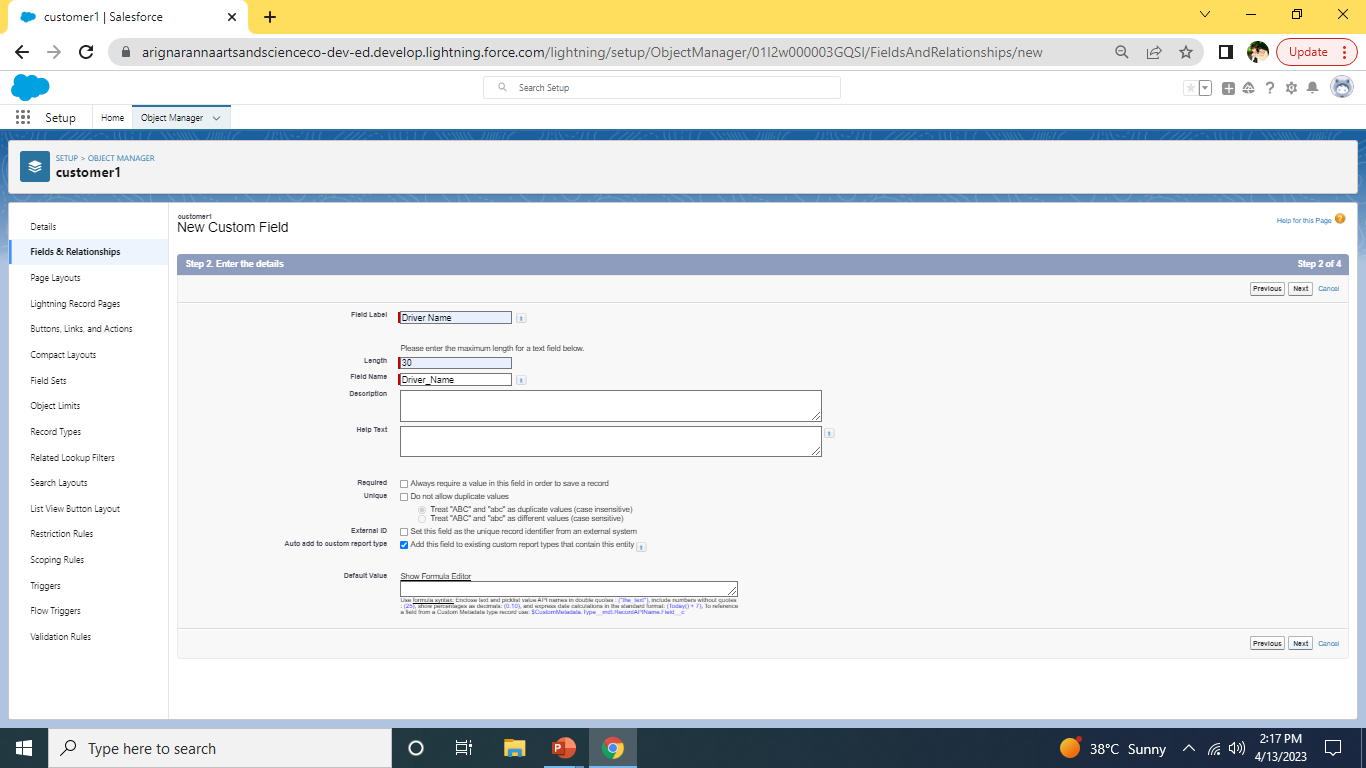 customer1 | Salesforce
arignarannaartsandscienceco-dev-ed.develop.lightning.force.com/lightning/setup/ObjectManager/01I2w000003GQSI/FieldsAndRelationships/new
Update
Search Setup
Setup
Home
Object Manager
SETUP > OBJECT MANAGER
customer1
Details
Fields & Relationships
Page Layouts
Lightning Record Pages
Buttons, Links, and Actions
Compact Layouts
Field Sets
Object Limits
Record Types
Related Lookup Filters
Search Layouts
List View Button Layout
Restriction Rules
Scoping Rules
Triggers
Flow Triggers
Validation Rules
customer1
New Custom Field
Help for this Page
Step 2. Enter the details
Step 2 of 4
Previous Next Cancel
Field Label Driver Name
Please enter the maximum length for a text field below.
Length 30
Field Name Driver_Name
Description
Help Text
Required Always require a value in this field in order to save a record
Unique Do not allow duplicate values
Treat "ABC" and "abc" as duplicate values (case insensitive)
Treat "ABC" and "abc" as different values (case sensitive)
External ID Set this field as the unique record identifier from an external system
Auto add to custom report type Add this field to existing custom report types that contain this entity
Default Value Show Formula Editor
Use formula syntax: Enclose text and picklist value API names in double quotes : ("the_text"), include numbers without quotes
: (25), show percentages as decimals: (0.10), and express date calculations in the standard format: (Today() + 7), To reference
a field from a Custom Metadata type record use: $CustomMetadata.Type__mdt.RecordAPIName.Field__c
Previous Next Cancel
Type here to search
38°C Sunny
2:17 PM
4/13/2023